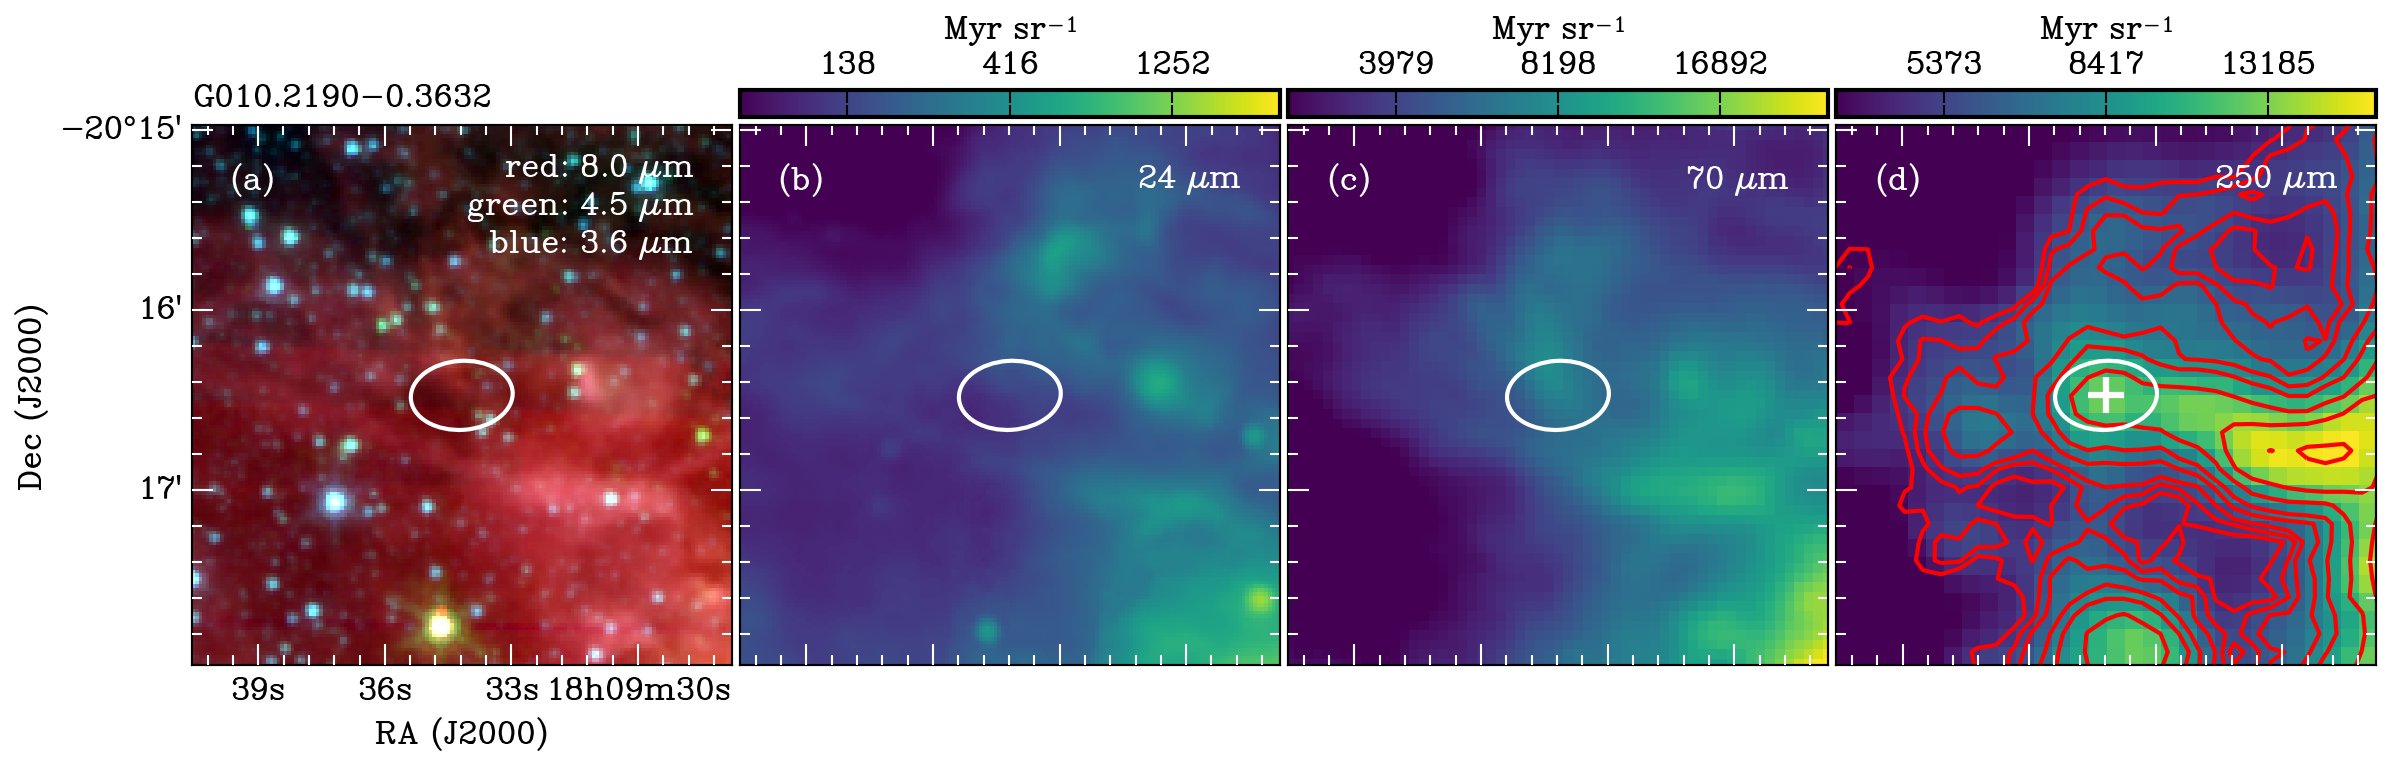 Myr sr⁻¹
138 416 1252
Myr sr⁻¹
3979 8198 16892
Myr sr⁻¹
5373 8417 13185
G010.2190−0.3632
(a)
red: 8.0 μm
green: 4.5 μm
blue: 3.6 μm
(b)
24 μm
(c)
70 μm
(d)
250 μm
−20°15'
16'
17'
Dec (J2000)
39s 36s 33s 18h09m30s
RA (J2000)